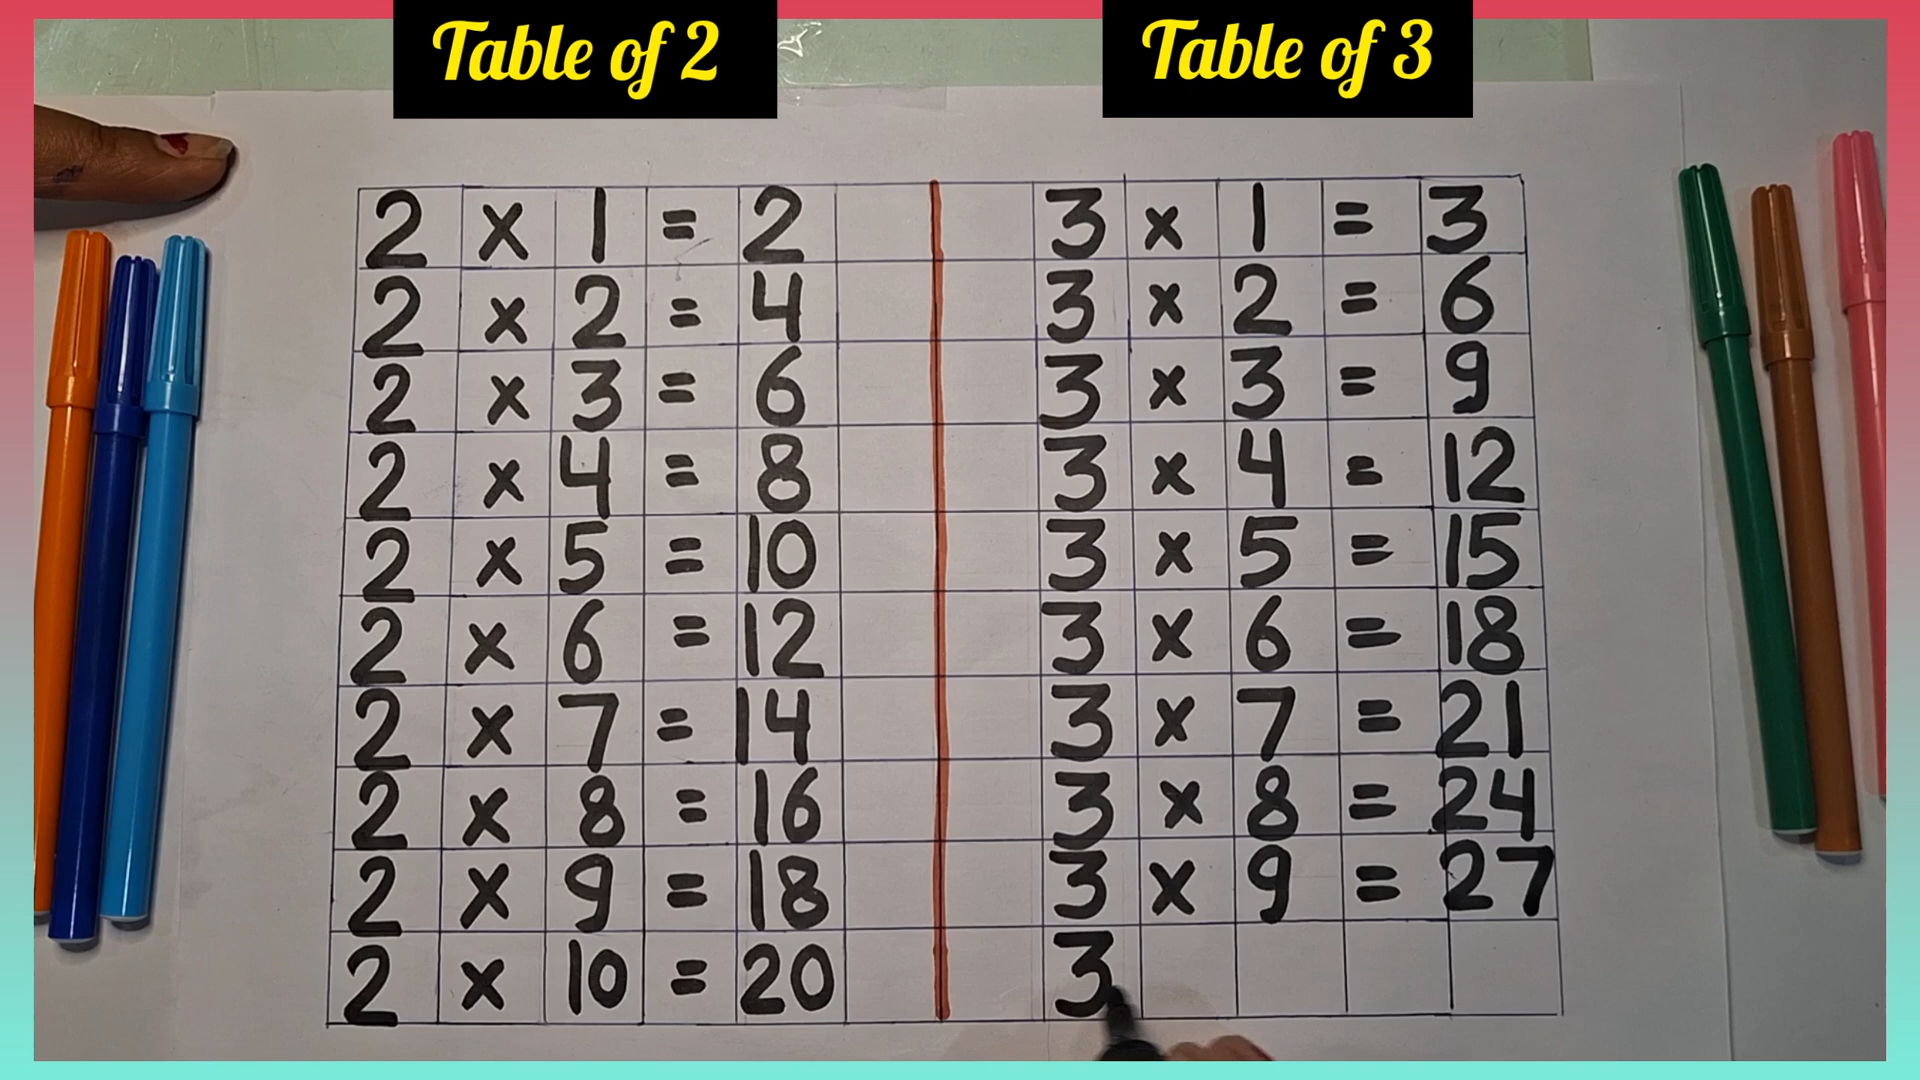 Table of 2
Table of 3
2 x 1 = 2
2 x 2 = 4
2 x 3 = 6
2 x 4 = 8
2 x 5 = 10
2 x 6 = 12
2 x 7 = 14
2 x 8 = 16
2 x 9 = 18
2 x 10 = 20
3 x 1 = 3
3 x 2 = 6
3 x 3 = 9
3 x 4 = 12
3 x 5 = 15
3 x 6 = 18
3 x 7 = 21
3 x 8 = 24
3 x 9 = 27
3